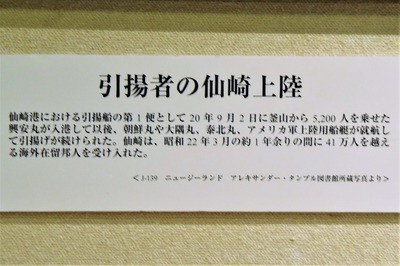 引揚者の仙崎上陸
仙崎港における引揚船の第1便として20年9月2日に釜山から5,200人を乗せた
興安丸が入港して以後、朝鮮丸や大隅丸、泰北丸、アメリカ軍上陸用船艇が就航し
て引揚げが続けられた。仙崎は、昭和22年3月の約1年余りの間に41万人を越え
る海外在留邦人を受け入れた。
＜J-139　ニュージーランド　アレキサンダー・タンブル図書館所蔵写真より＞